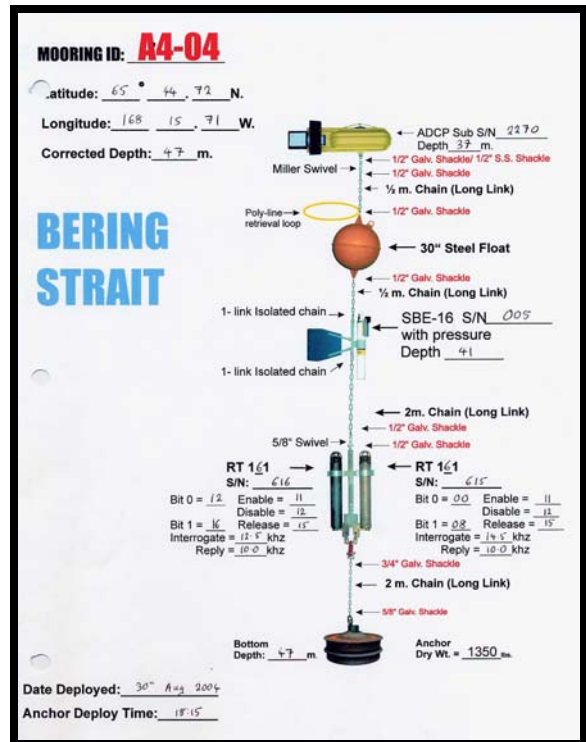 MOORING ID: A4-04
atitude: 65 ° 44 . 72 N.
Longitude: 168 15 . 71 W.
Corrected Depth: 47 m.
BERING
STRAIT
ADCP Sub S/N 2270
Depth 37 m.
1/2" Galv. Shackle/ 1/2" S.S. Shackle
Miller Swivel
1/2" Galv. Shackle
½ m. Chain (Long Link)
Poly-line
retrieval loop
1/2" Galv. Shackle
30" Steel Float
1/2" Galv. Shackle
½ m. Chain (Long Link)
1- link Isolated chain
SBE-16 S/N 005
with pressure
Depth 41
1- link Isolated chain
2m. Chain (Long Link)
1/2" Galv. Shackle
5/8" Swivel
1/2" Galv. Shackle
RT 161
S/N: 616
Bit 0 = 12 Enable = 11
Disable = 12
Bit 1 = 16 Release = 15
Interrogate = 12.5 khz
Reply = 10.0 khz
RT 161
S/N: 615
Bit 0 = 00 Enable = 11
Disable = 12
Bit 1 = 08 Release = 15
Interrogate = 14.5 khz
Reply = 10.0 khz
3/4" Galv. Shackle
2 m. Chain (Long Link)
5/8" Galv. Shackle
Bottom
Depth: 47 m.
Anchor
Dry Wt. = 1350 lbs.
Date Deployed: 30th Aug 2004
Anchor Deploy Time: 18:15